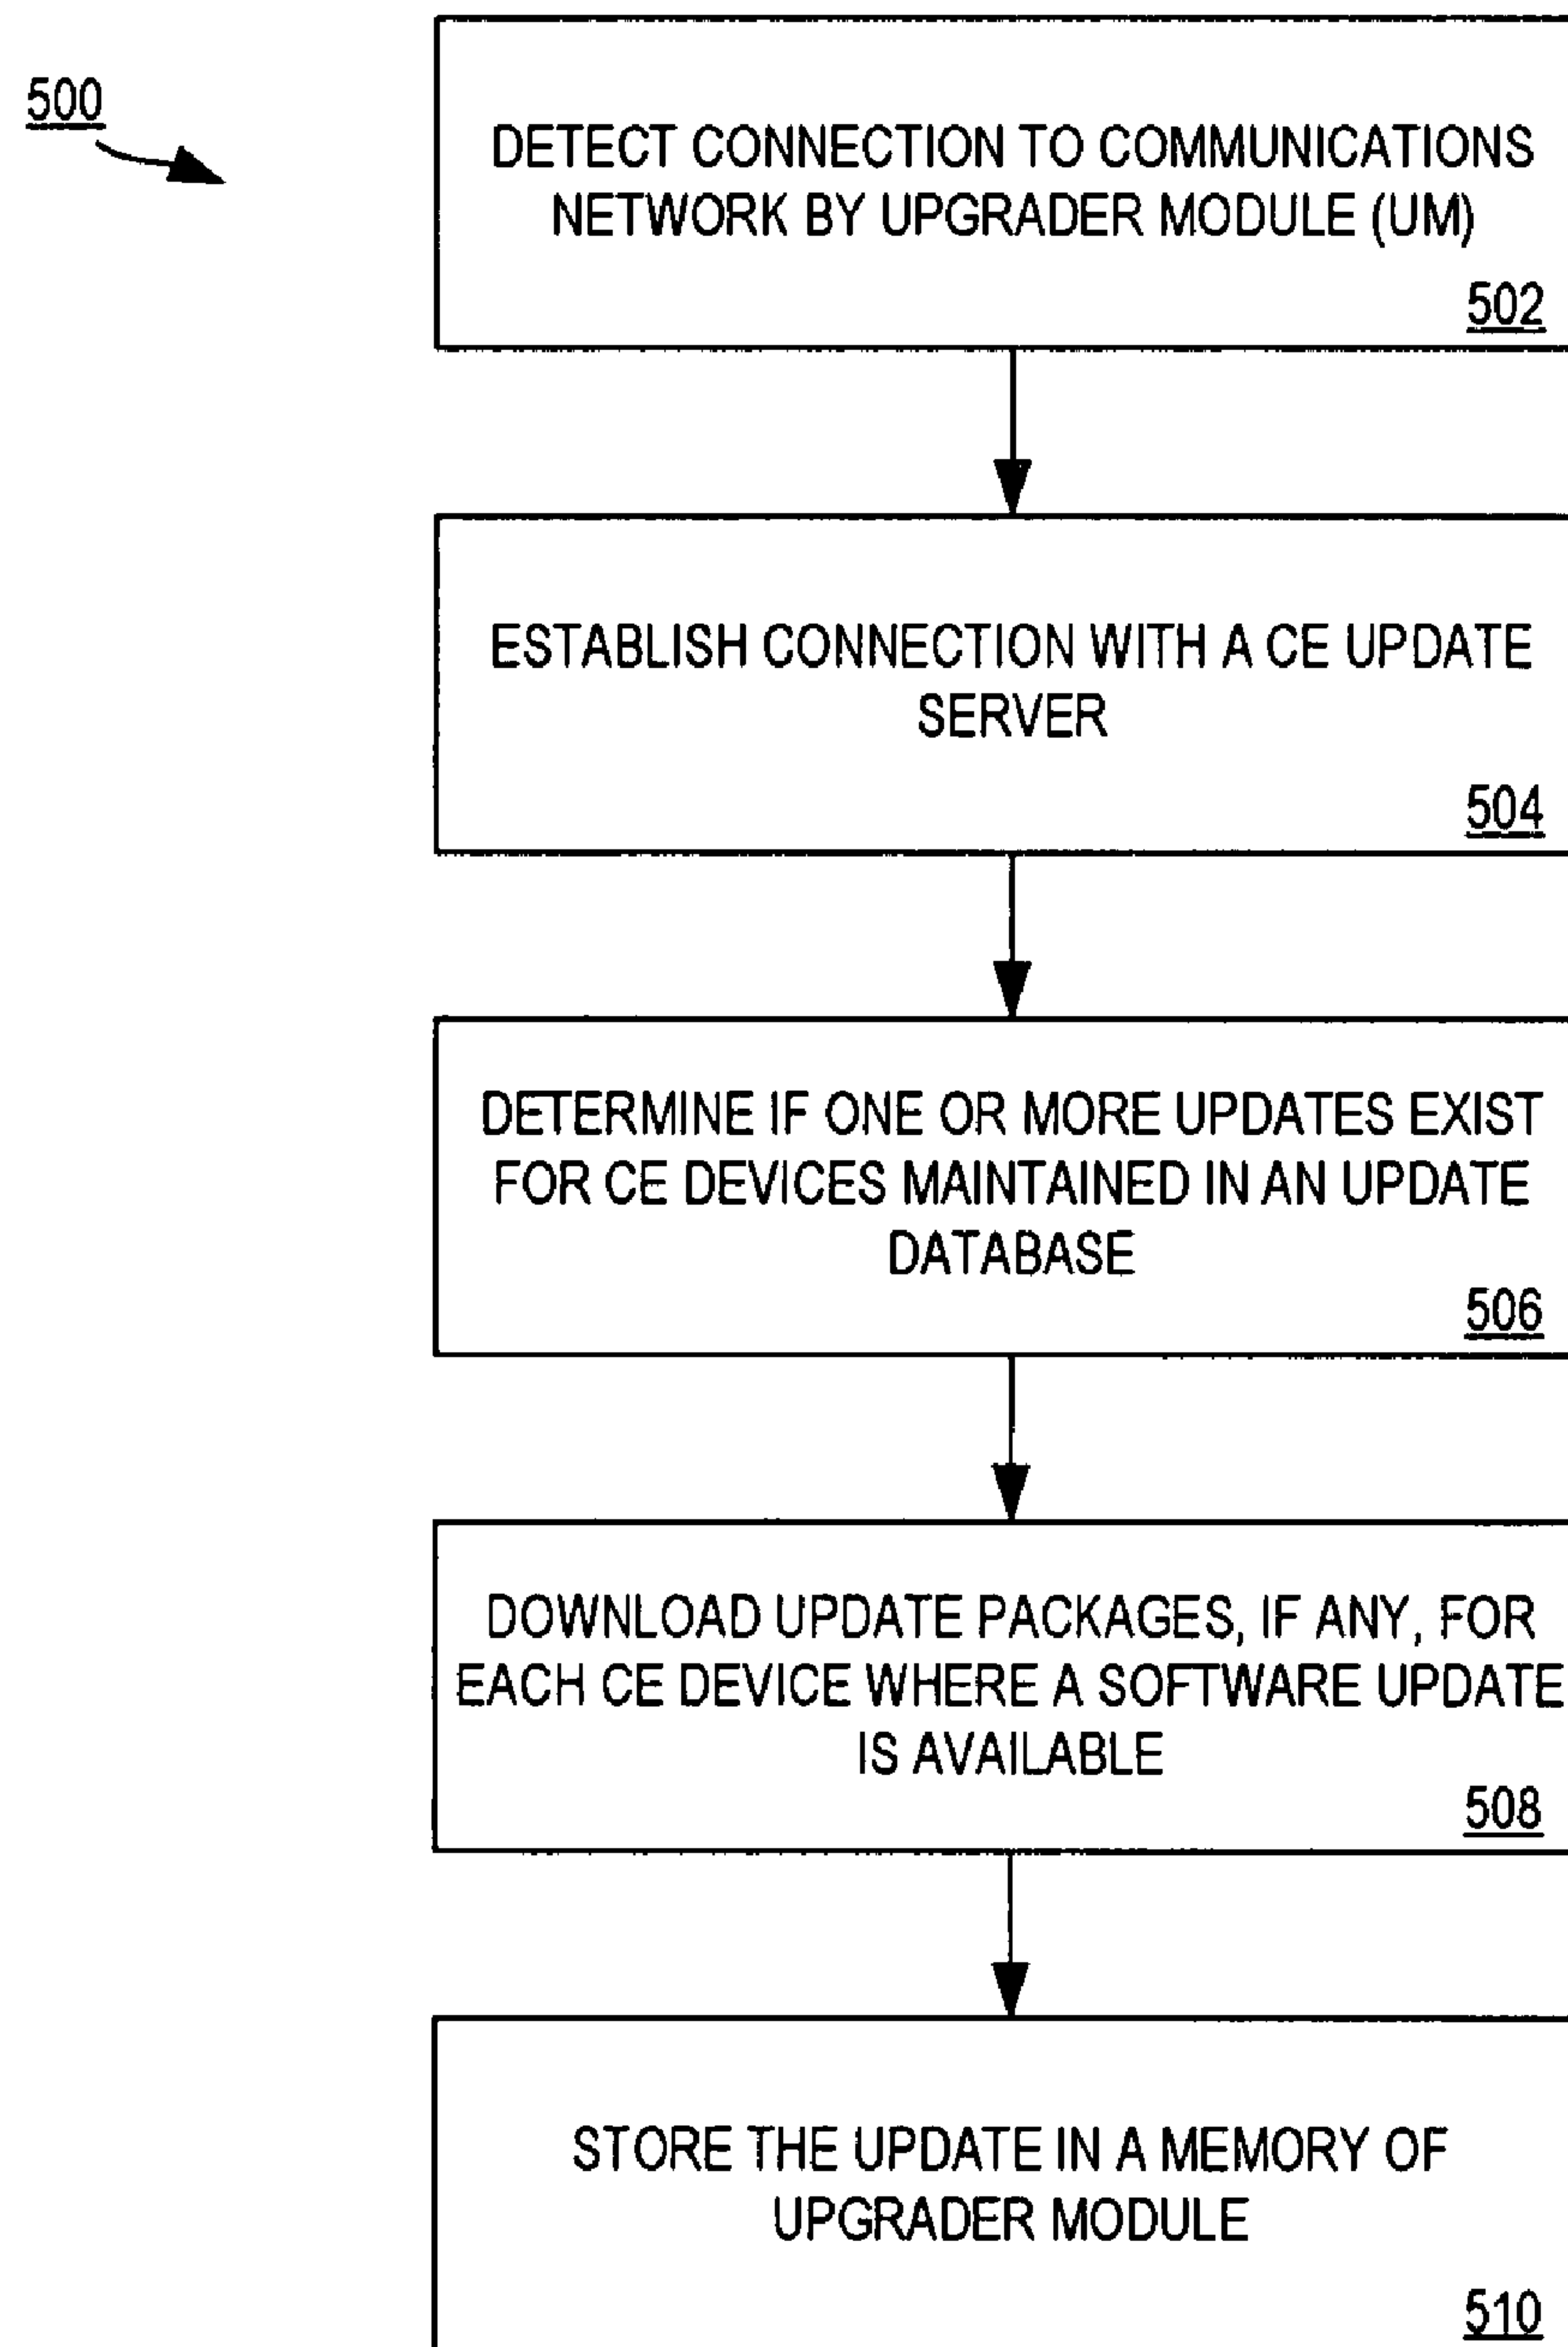 500
DETECT CONNECTION TO COMMUNICATIONS
NETWORK BY UPGRADER MODULE (UM)
502
ESTABLISH CONNECTION WITH A CE UPDATE
SERVER
504
DETERMINE IF ONE OR MORE UPDATES EXIST
FOR CE DEVICES MAINTAINED IN AN UPDATE
DATABASE
506
DOWNLOAD UPDATE PACKAGES, IF ANY, FOR
EACH CE DEVICE WHERE A SOFTWARE UPDATE
IS AVAILABLE
508
STORE THE UPDATE IN A MEMORY OF
UPGRADER MODULE
510